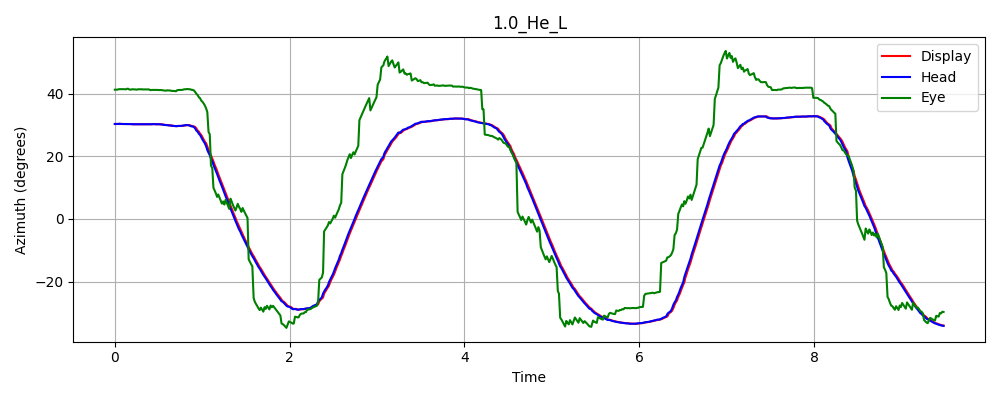 1.0_He_L
Display
Head
Eye
Azimuth (degrees)
40
20
0
−20
0 2 4 6 8
Time